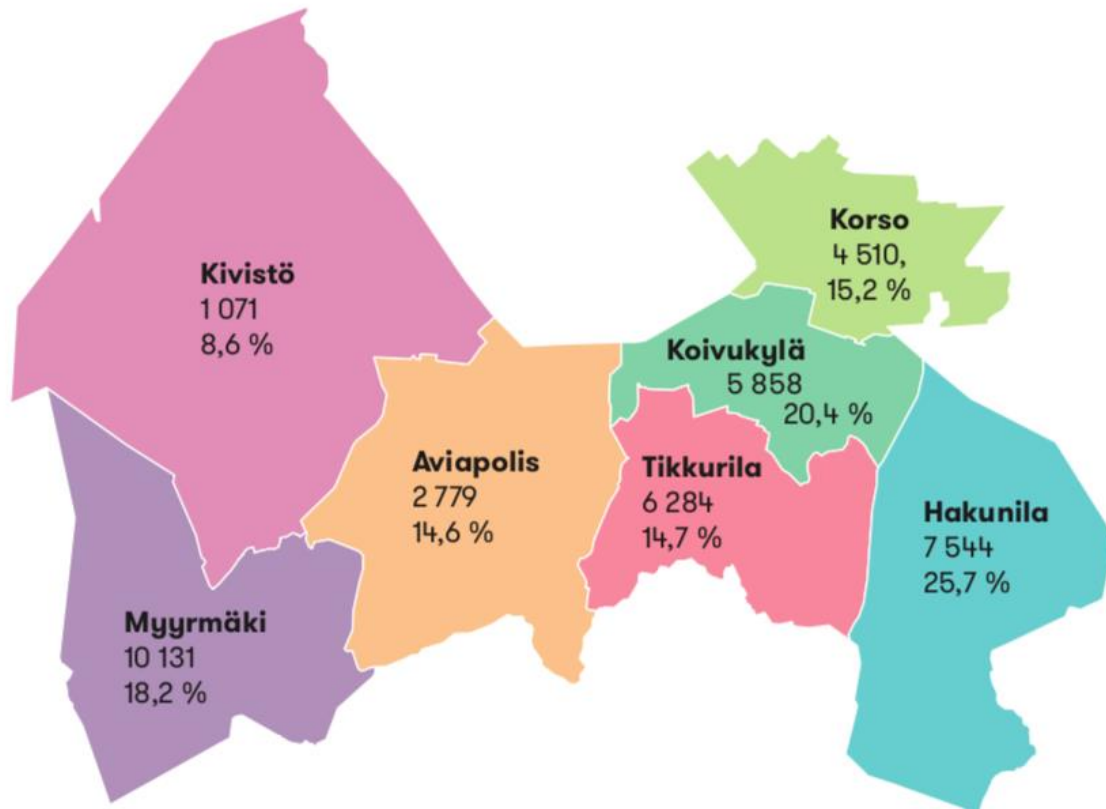 Korso
4 510,
15,2 %
Kivistö
1 071
8,6 %
Koivukylä
5 858
20,4 %
Aviapolis
2 779
14,6 %
Tikkurila
6 284
14,7 %
Hakunila
7 544
25,7 %
Myyrmäki
10 131
18,2 %